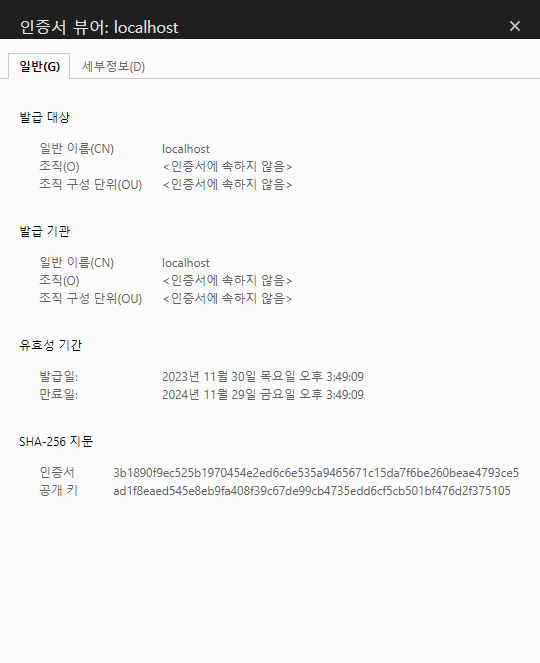 인증서 뷰어: localhost
일반(G) 세부정보(D)
발급 대상
일반 이름(CN) localhost
조직(O) <인증서에 속하지 않음>
조직 구성 단위(OU) <인증서에 속하지 않음>
발급 기관
일반 이름(CN) localhost
조직(O) <인증서에 속하지 않음>
조직 구성 단위(OU) <인증서에 속하지 않음>
유효성 기간
발급일: 2023년 11월 30일 목요일 오후 3:49:09
만료일: 2024년 11월 29일 금요일 오후 3:49:09
SHA-256 지문
인증서 3b1890f9ec525b1970454e2ed6c6e535a9465671c15da7f6be260beae4793ce5
공개 키 ad1f8eaed545e8eb9fa408f39c67de99cb4735edd6cf5cb501bf476d2f375105